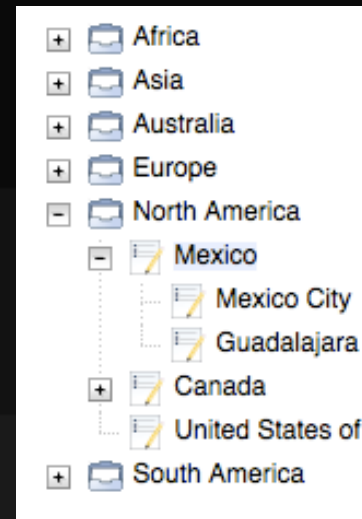 Africa
Asia
Australia
Europe
North America
Mexico
Mexico City
Guadalajara
Canada
United States of
South America